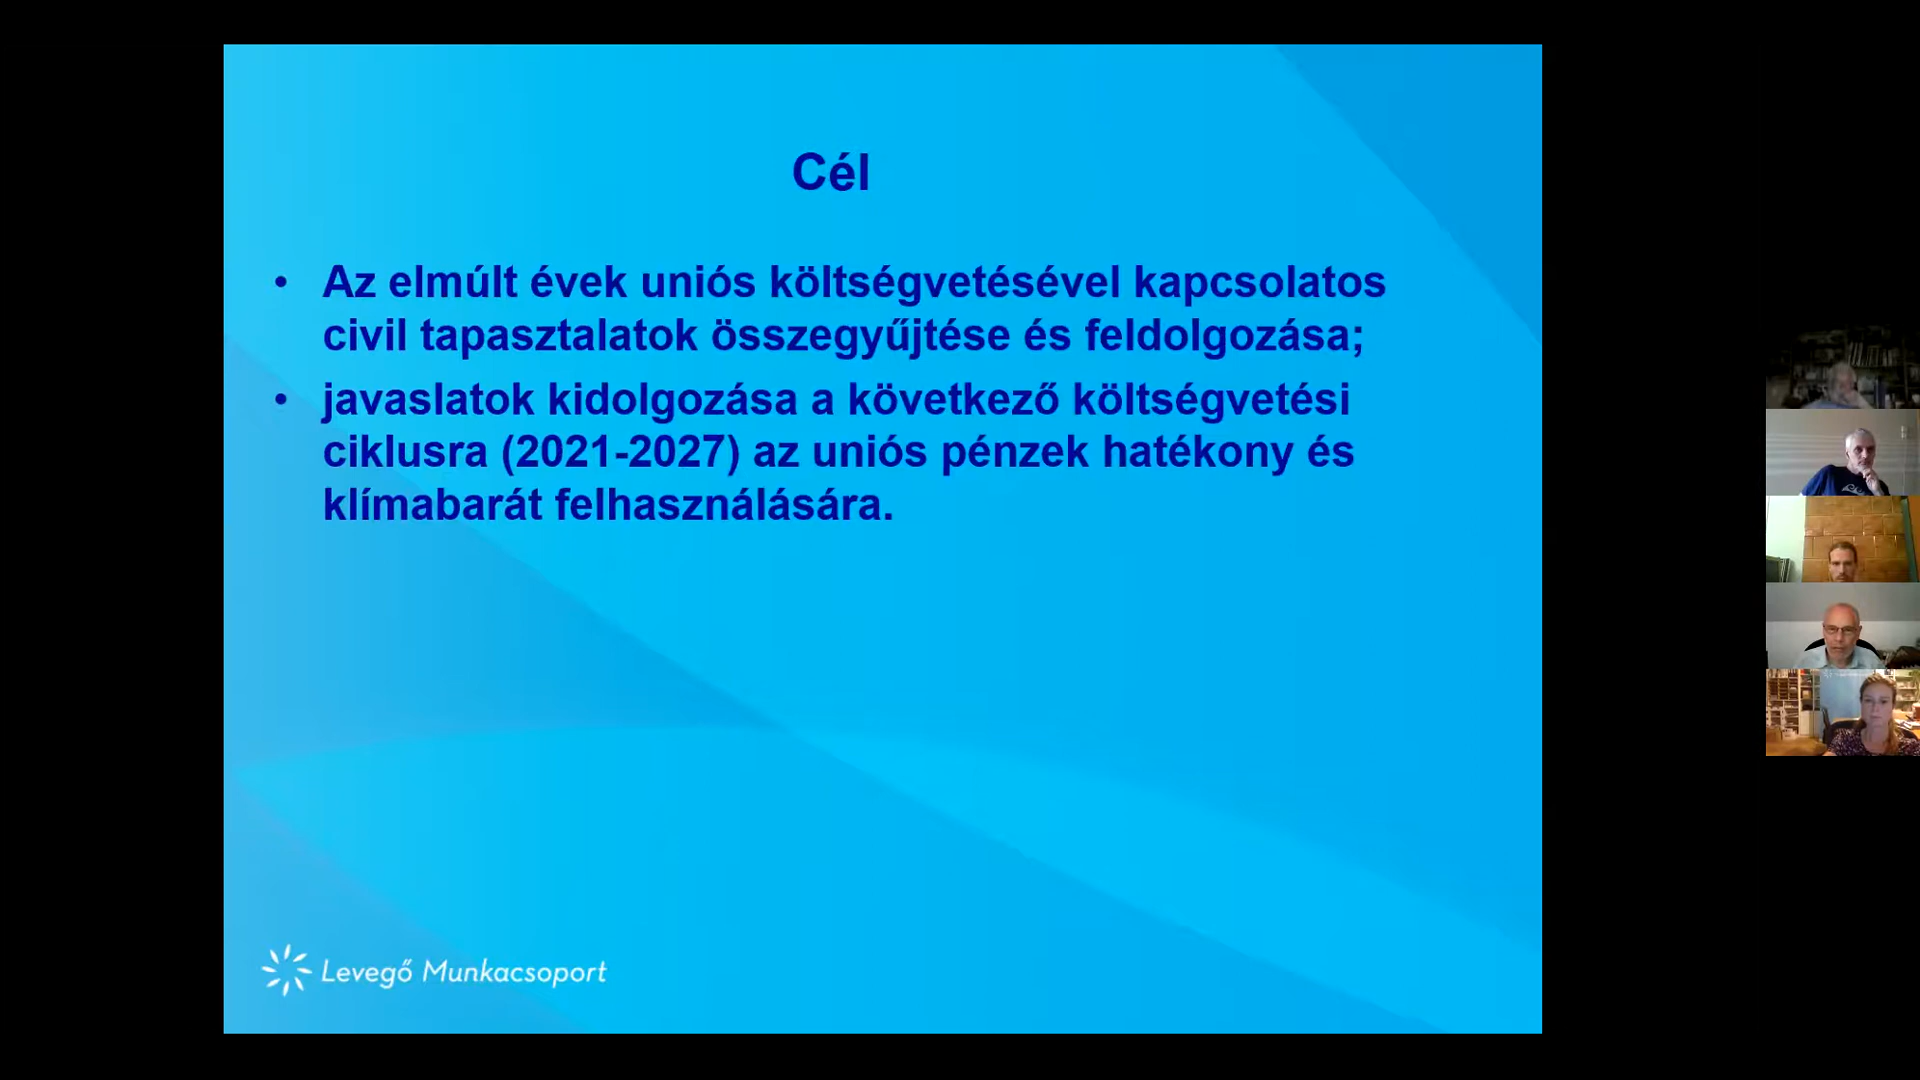 Cél
• Az elmúlt évek uniós költségvetésével kapcsolatos
civil tapasztalatok összegyűjtése és feldolgozása;
• javaslatok kidolgozása a következő költségvetési
ciklusra (2021-2027) az uniós pénzek hatékony és
klímabarát felhasználására.
Levegő Munkacsoport